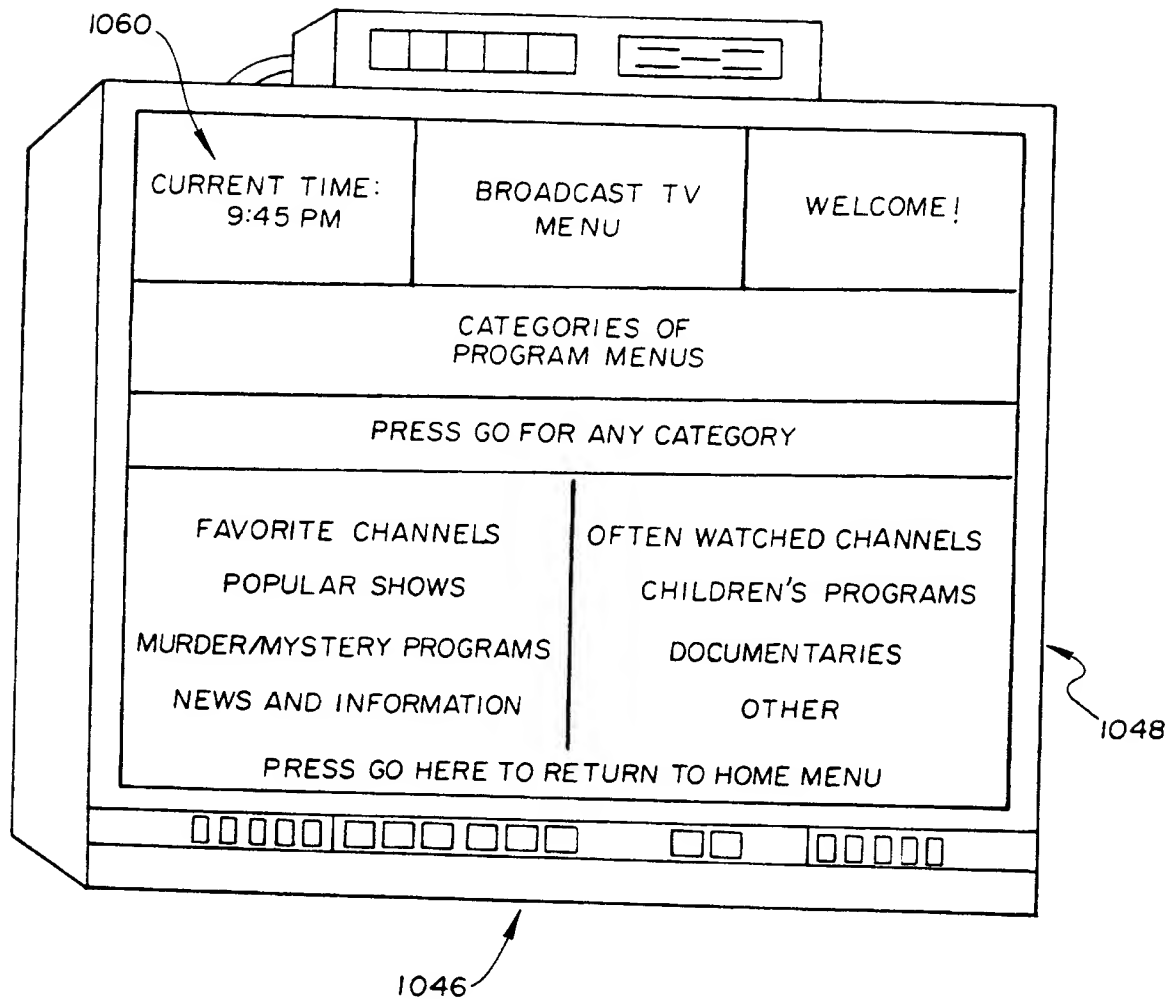 1060
CURRENT TIME:
9:45 PM
BROADCAST TV
MENU
WELCOME!
CATEGORIES OF
PROGRAM MENUS
PRESS GO FOR ANY CATEGORY
FAVORITE CHANNELS
POPULAR SHOWS
MURDER/MYSTERY PROGRAMS
NEWS AND INFORMATION
OFTEN WATCHED CHANNELS
CHILDREN'S PROGRAMS
DOCUMENTARIES
OTHER
PRESS GO HERE TO RETURN TO HOME MENU
1048
1046